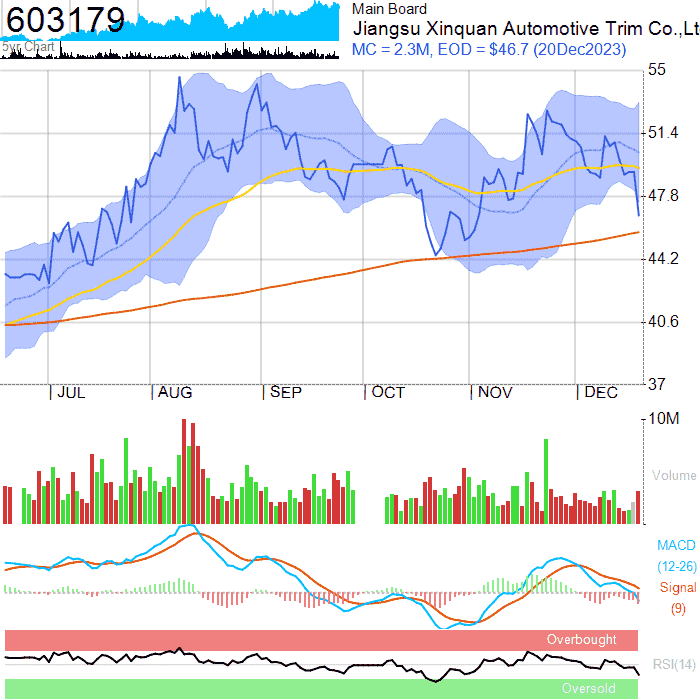 603179
5yr Chart
Main Board
Jiangsu Xinquan Automotive Trim Co.,Lt
MC = 2.3M, EOD = $46.7 (20Dec2023)
55
51.4
47.8
44.2
40.6
37
JUL AUG SEP OCT NOV DEC
10M
Volume
MACD
(12-26)
Signal
(9)
Overbought
RSI(14)
Oversold